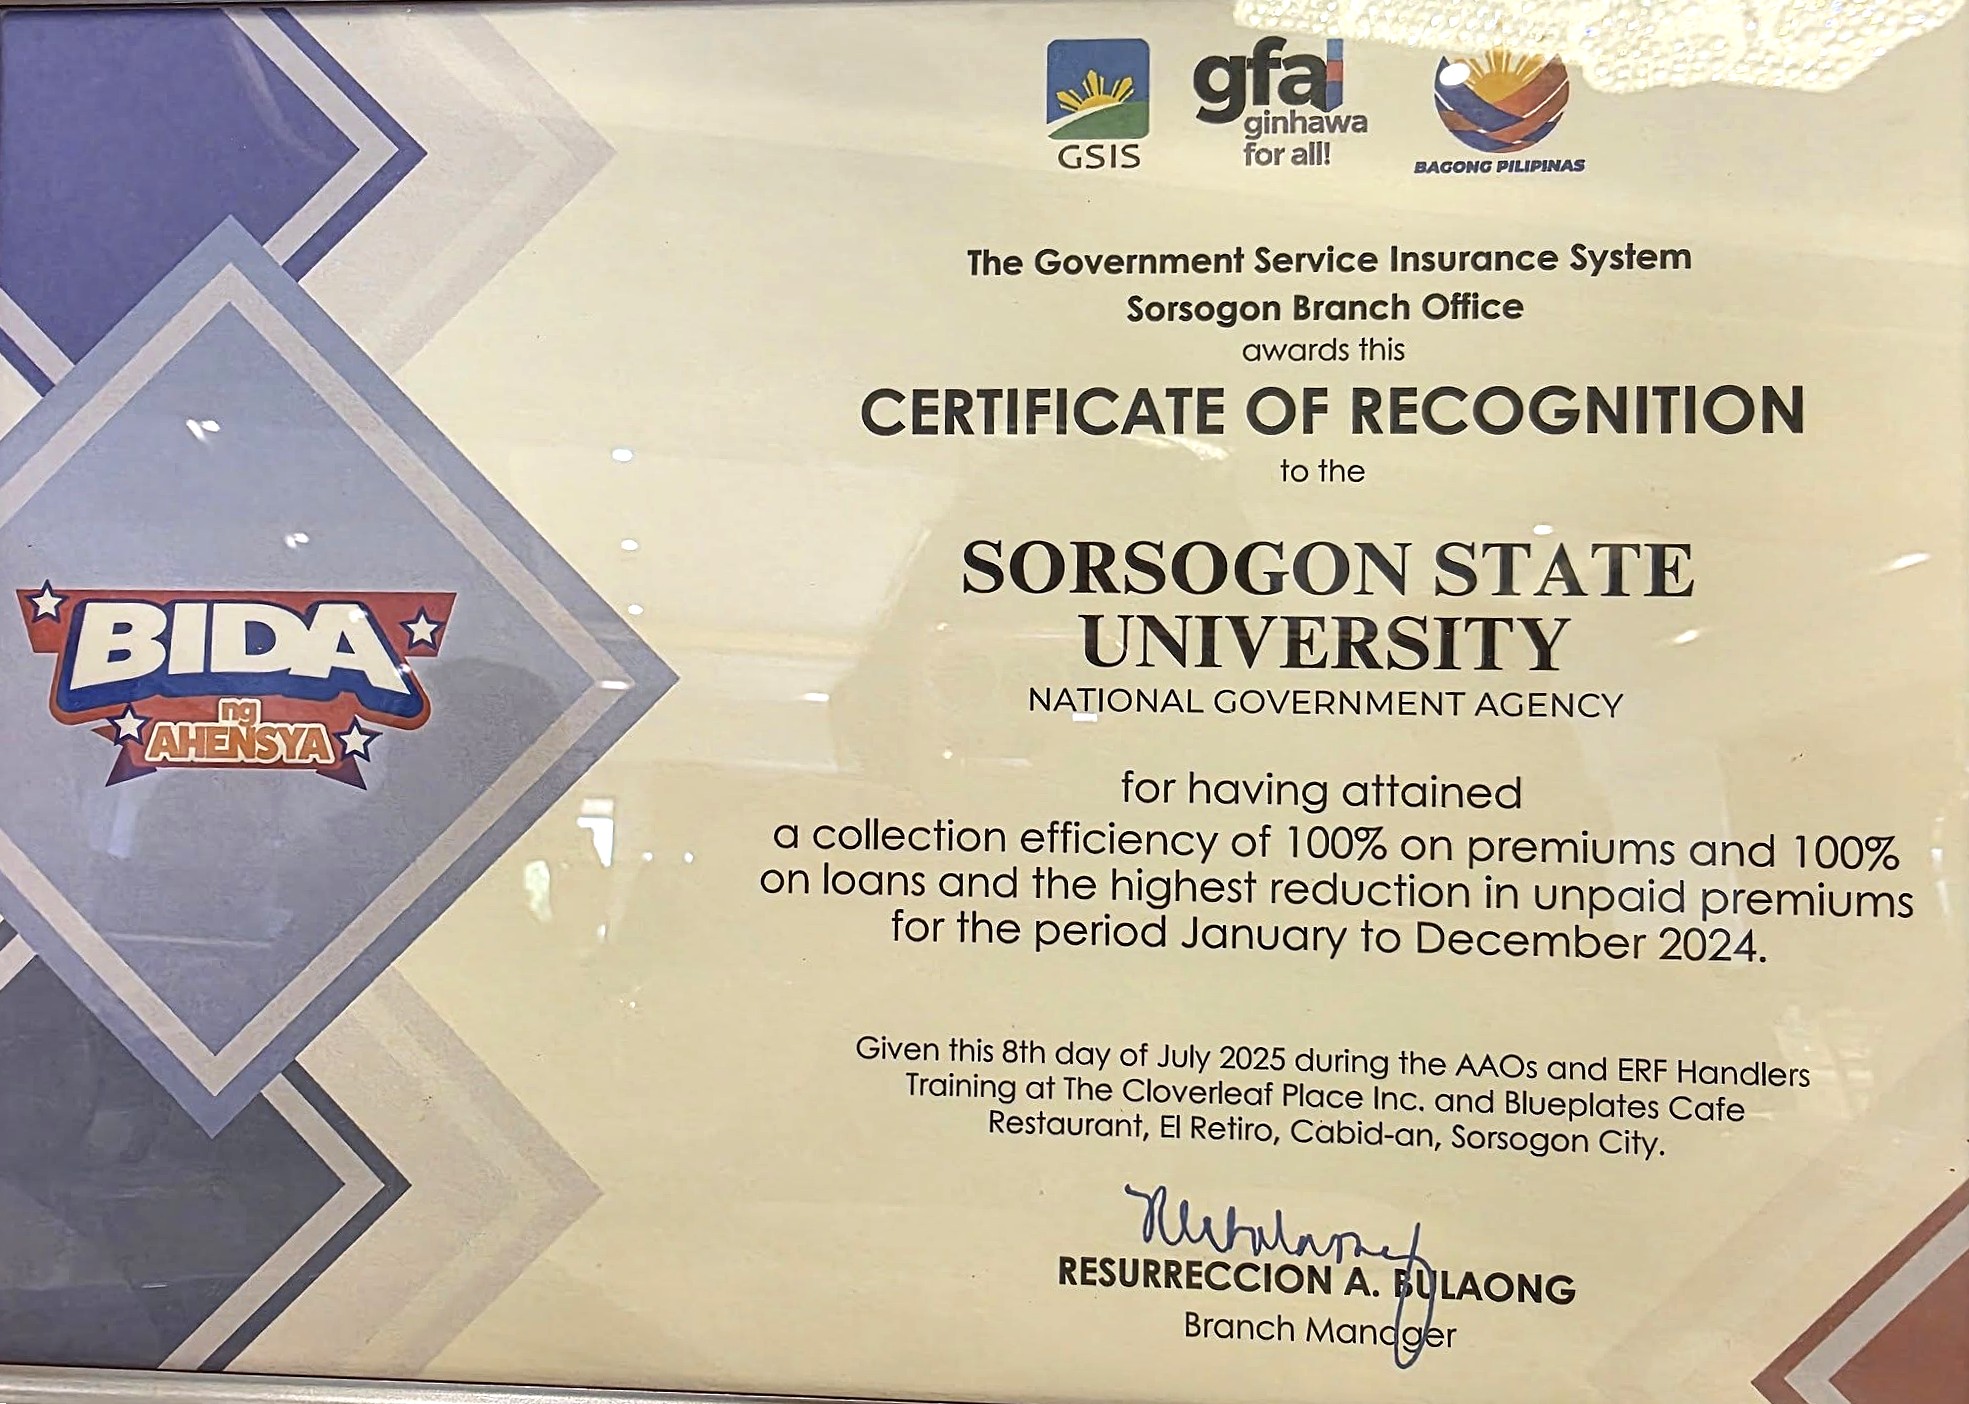 GSIS
gfal
ginhawa
for all!
BAGONG PILIPINAS
The Government Service Insurance System
Sorsogon Branch Office
awards this
CERTIFICATE OF RECOGNITION
to the
SORSOGON STATE
UNIVERSITY
NATIONAL GOVERNMENT AGENCY
BIDA
ng
AHENSYA
for having attained
a collection efficiency of 100% on premiums and 100%
on loans and the highest reduction in unpaid premiums
for the period January to December 2024.
Given this 8th day of July 2025 during the AAOs and ERF Handlers
Training at The Cloverleaf Place Inc. and Blueplates Cafe
Restaurant, El Retiro, Cabid-an, Sorsogon City.
RESURRECCION A. BULAONG
Branch Manager